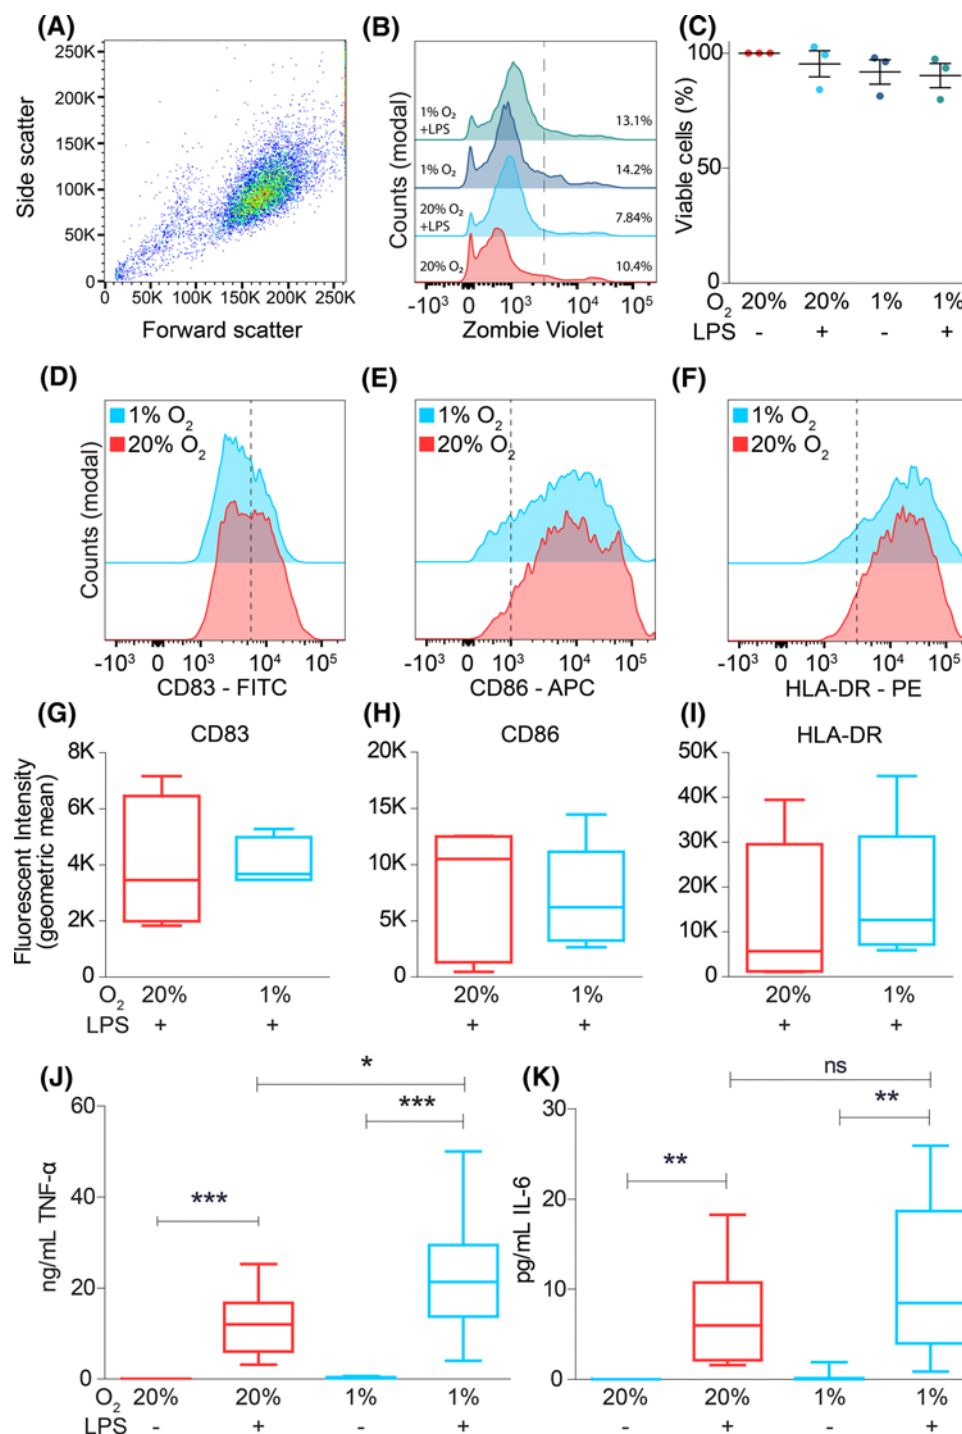 (A)
Side scatter
250K
200K
150K
100K
50K
0
0 50K 100K 150K 200K 250K
Forward scatter
(B)
Counts (modal)
1% O2
+LPS
13.1%
1% O2
14.2%
20% O2
+LPS
7.84%
20% O2
10.4%
-10³ 0 10³ 10⁴ 10⁵
Zombie Violet
(C)
Viable cells (%)
100
50
0
O2 20% 20% 1% 1%
LPS - + - +
(D)
1% O2
20% O2
Counts (modal)
-10³ 0 10³ 10⁴ 10⁵
CD83 - FITC
(E)
1% O2
20% O2
-10³ 0 10³ 10⁴ 10⁵
CD86 - APC
(F)
1% O2
20% O2
-10³ 0 10³ 10⁴ 10⁵
HLA-DR - PE
(G)
CD83
Fluorescent Intensity
(geometric mean)
8K
6K
4K
2K
0
O2 20% 1%
LPS + +
(H)
CD86
20K
15K
10K
5K
0
20% 1%
+ +
(I)
HLA-DR
50K
40K
30K
20K
10K
0
20% 1%
+ +
(J)
*
***
***
ng/mL TNF-α
60
40
20
0
O2 20% 20% 1% 1%
LPS - + - +
(K)
ns
**
**
pg/mL IL-6
30
20
10
0
20% 20% 1% 1%
- + - +